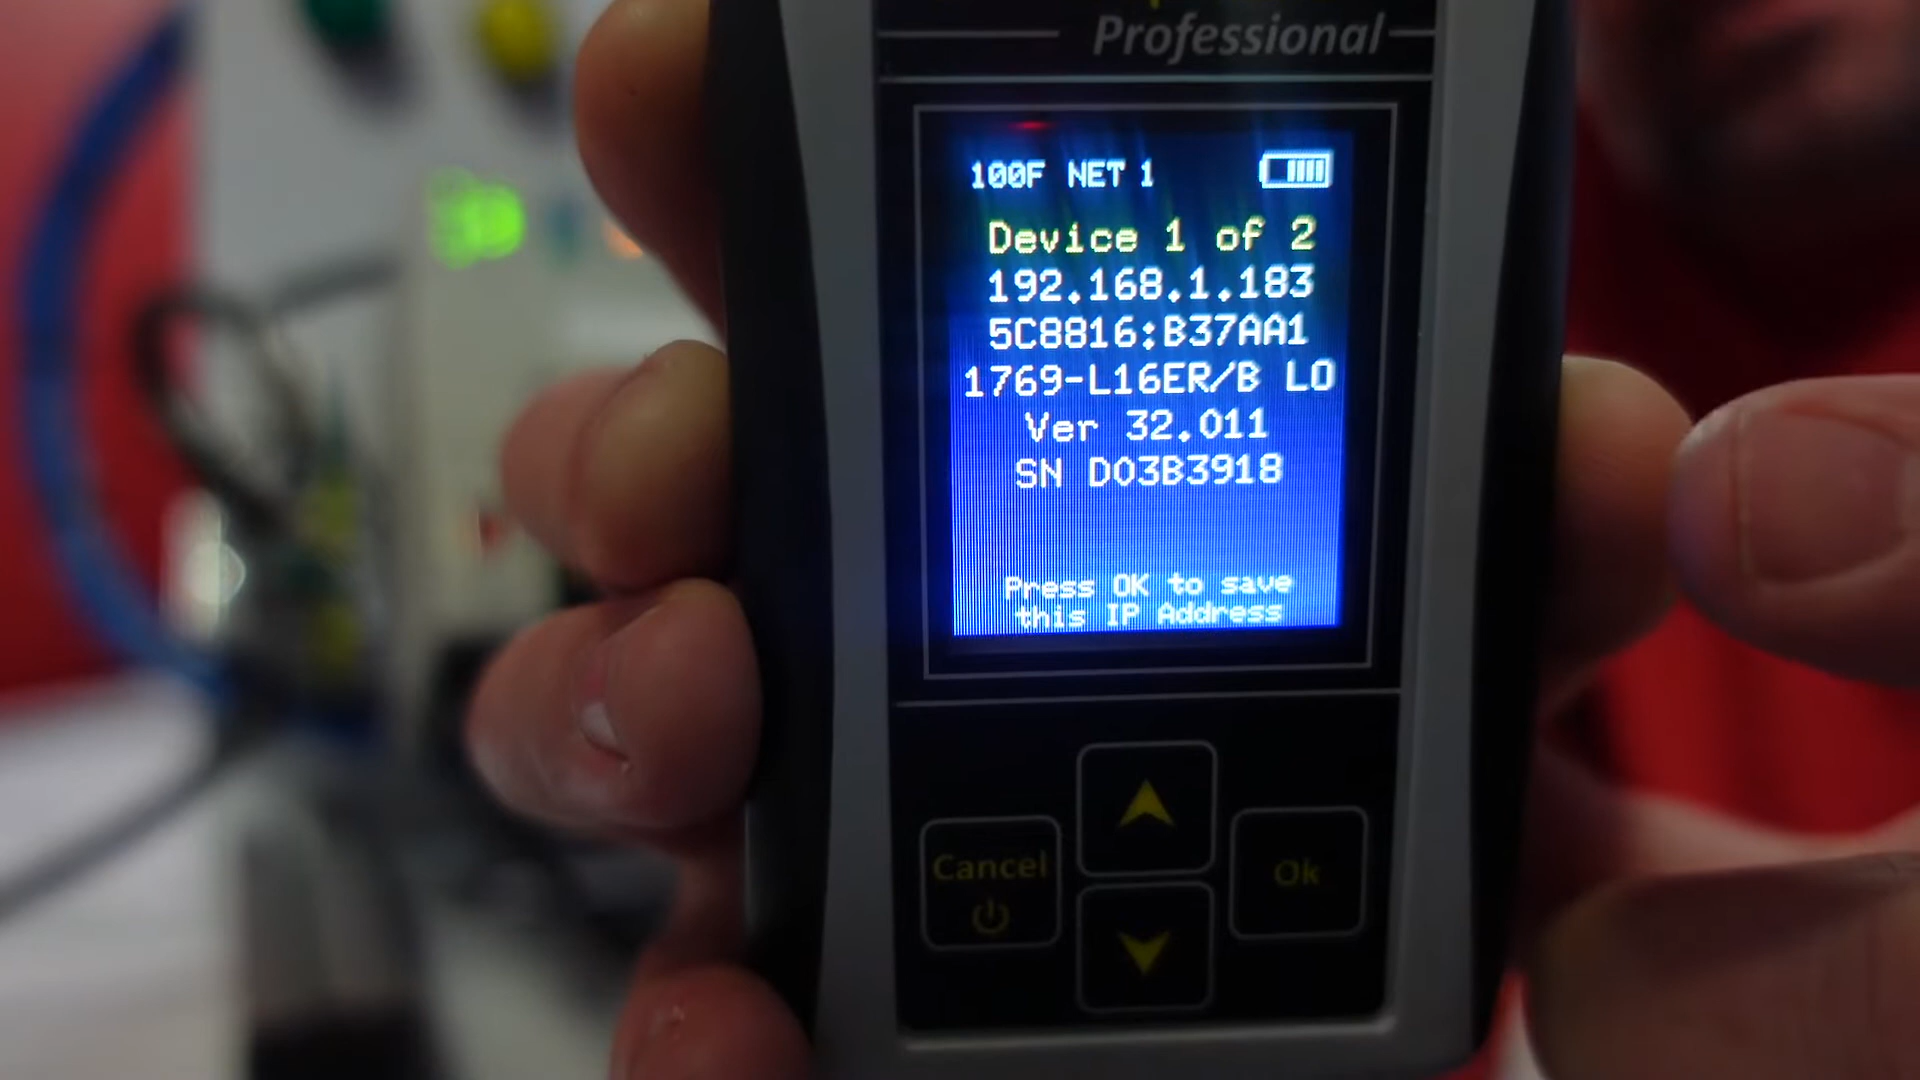 Professional
100F NET 1
Device 1 of 2
192.168.1.183
5C8816:B37AA1
1769-L16ER/B LO
Ver 32.011
SN D03B3918
Press OK to save
this IP Address
Cancel
Ok